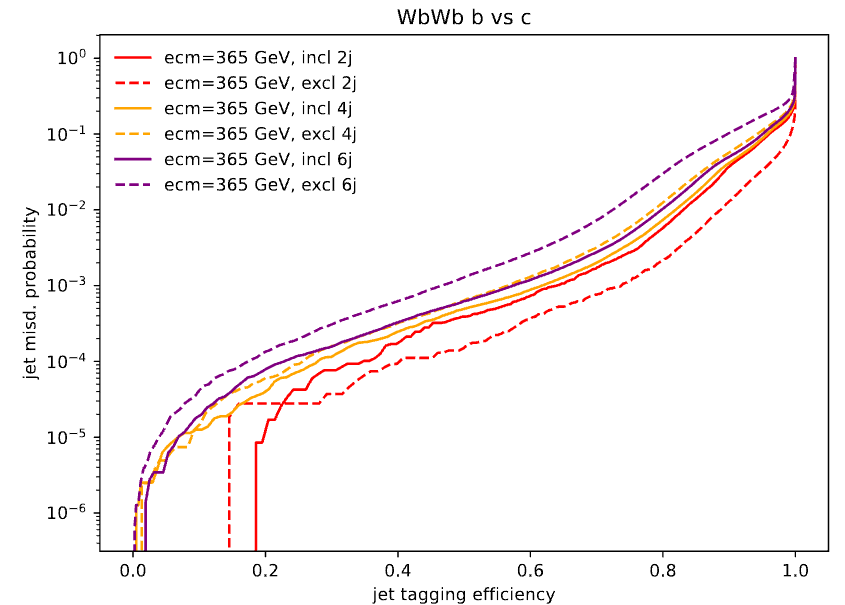 WbWb b vs c
ecm=365 GeV, incl 2j
ecm=365 GeV, excl 2j
ecm=365 GeV, incl 4j
ecm=365 GeV, excl 4j
ecm=365 GeV, incl 6j
ecm=365 GeV, excl 6j
10⁰
10⁻¹
10⁻²
10⁻³
10⁻⁴
10⁻⁵
10⁻⁶
jet misd. probability
0.0 0.2 0.4 0.6 0.8 1.0
jet tagging efficiency